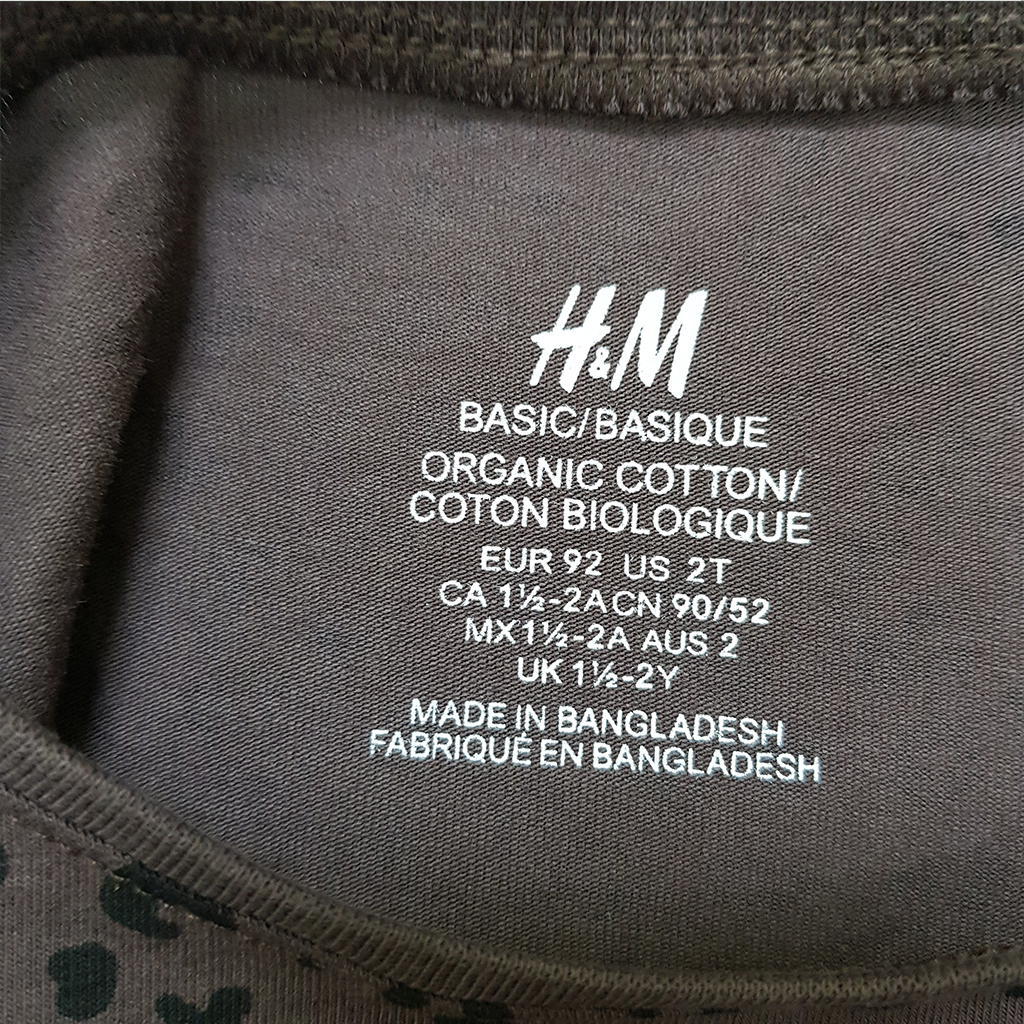 H&M
BASIC/BASIQUE
ORGANIC COTTON/
COTON BIOLOGIQUE
EUR 92 US 2T
CA 1½-2A CN 90/52
MX 1½-2A AUS 2
UK 1½-2Y
MADE IN BANGLADESH
FABRIQUÉ EN BANGLADESH